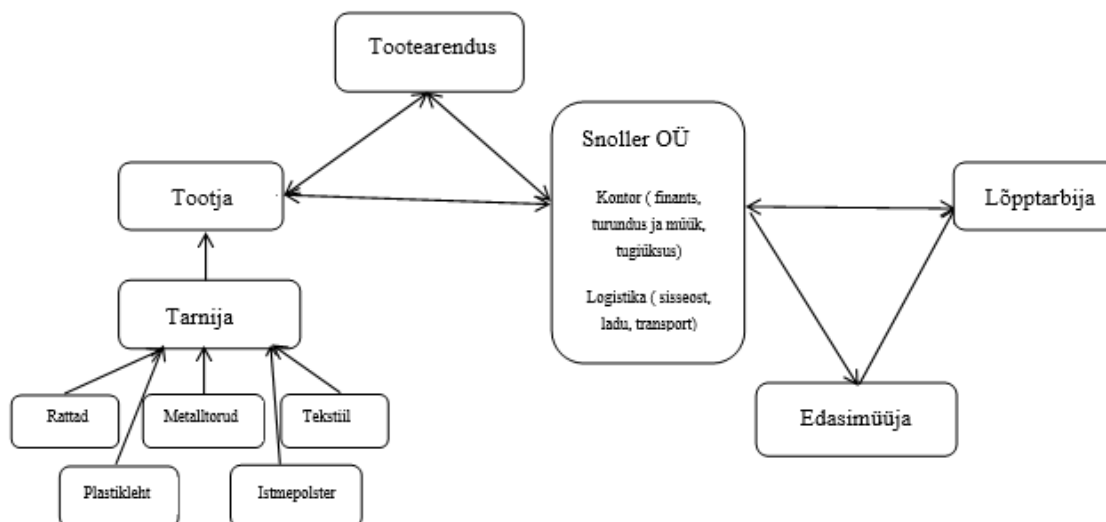 Tootearendus
Snoller OÜ
Kontor ( finants,
turundus ja müük,
tugiüksus)
Logistika ( sisseost,
ladu, transport)
Tootja
Lõpptarbija
Tarnija
Edasimüüja
Rattad
Metalltorud
Tekstiil
Plastikleht
Istmepolster